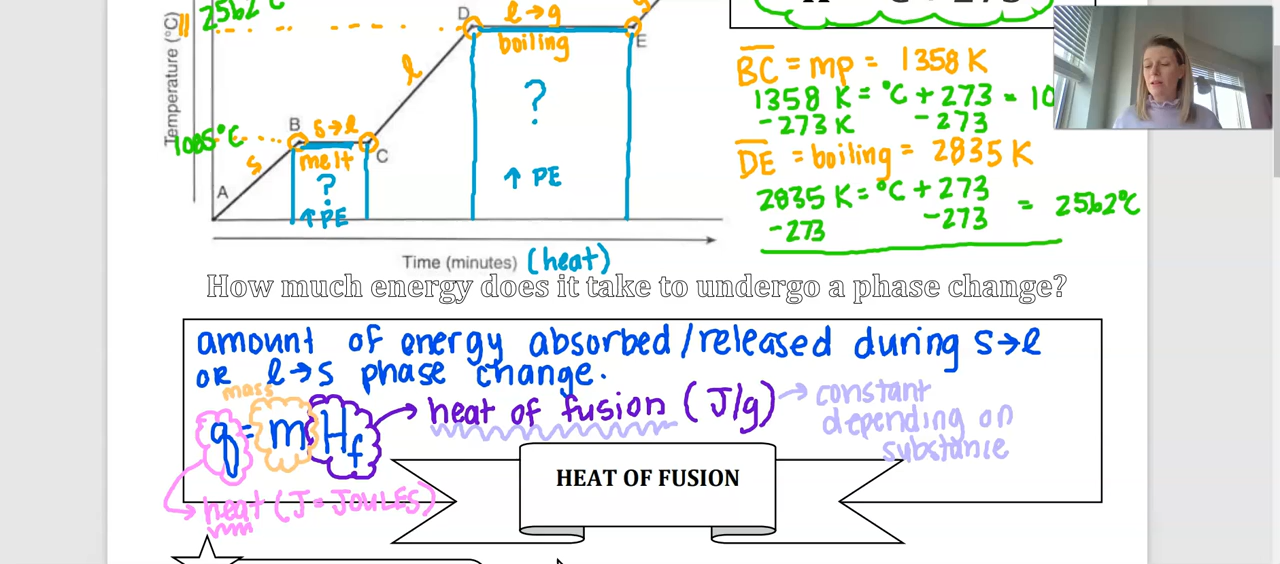 2562°C
D
l→g
E
boiling
?
↑ PE
l
Temperature (°C)
1085°C
B
s→l
C
melt
?
↑ PE
s
A
Time (minutes) (heat)
BC = mp = 1358 K
1358 K = °C + 273 = 10
-273 K -273
DE = boiling = 2835 K
2835 K = °C + 273
-273 -273 = 2562°C
How much energy does it take to undergo a phase change?
amount of energy absorbed/released during s→l
OR l→s phase change.
mass
q = mHf
→ heat of fusion (J/g) → constant
depending on
substance
HEAT OF FUSION
heat (J = JOULES)